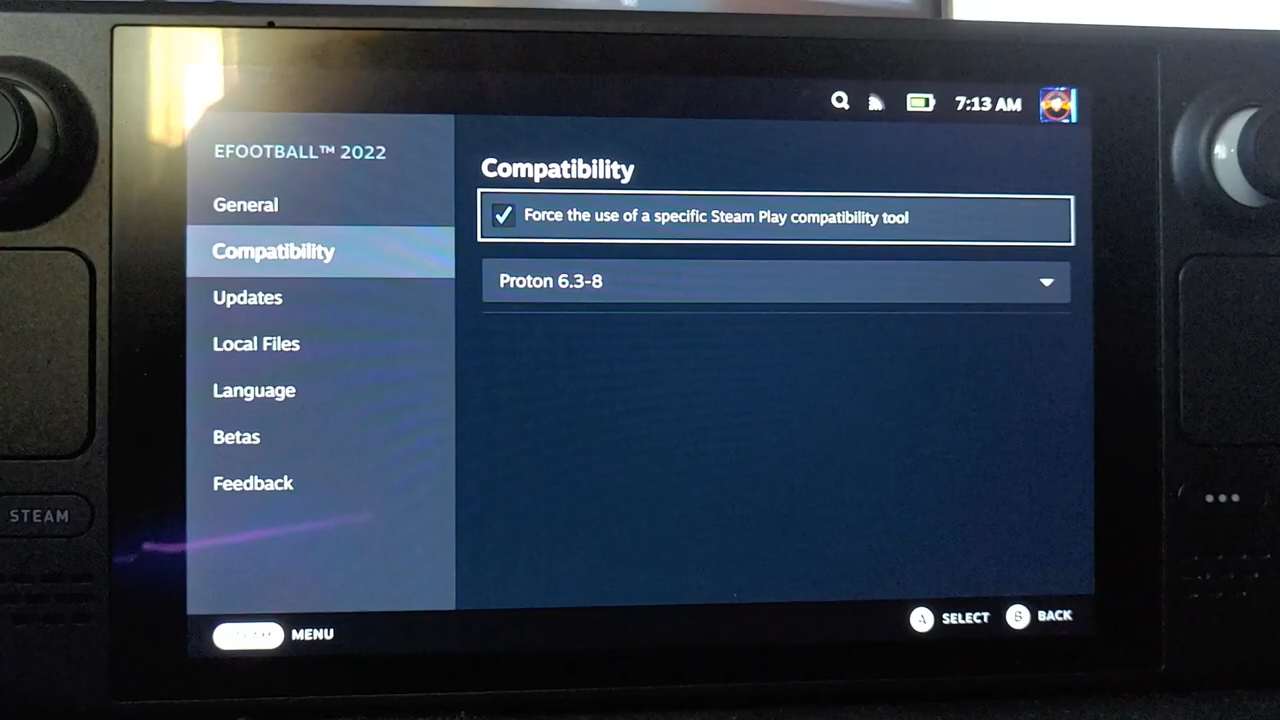 7:13 AM
EFOOTBALL™ 2022
General
Compatibility
Updates
Local Files
Language
Betas
Feedback
Compatibility
Force the use of a specific Steam Play compatibility tool
Proton 6.3-8
STEAM
STEAM MENU
A SELECT B BACK